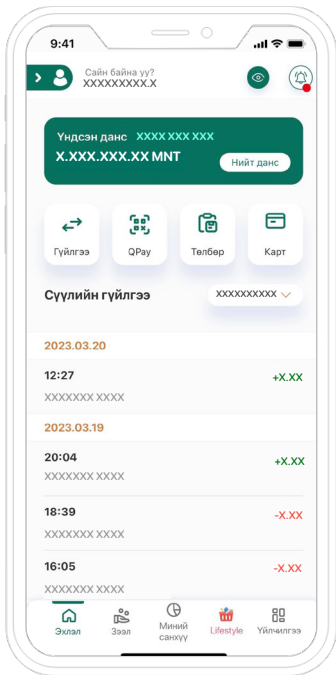 9:41
Сайн байна уу?
XXXXXXXXX.X
Үндсэн данс XXXX XXX XXX
X.XXX.XXX.XX MNT
Нийт данс
Гүйлгээ QPay Төлбөр Карт
Сүүлийн гүйлгээ XXXXXXXXXX
2023.03.20
12:27 +X.XX
XXXXXXX XXXX
2023.03.19
20:04 +X.XX
XXXXXXX XXXX
18:39 -X.XX
XXXXXXX XXXX
16:05 -X.XX
XXXXXXX XXXX
Эхлэл Зээл Миний санхүү Lifestyle Үйлчилгээ